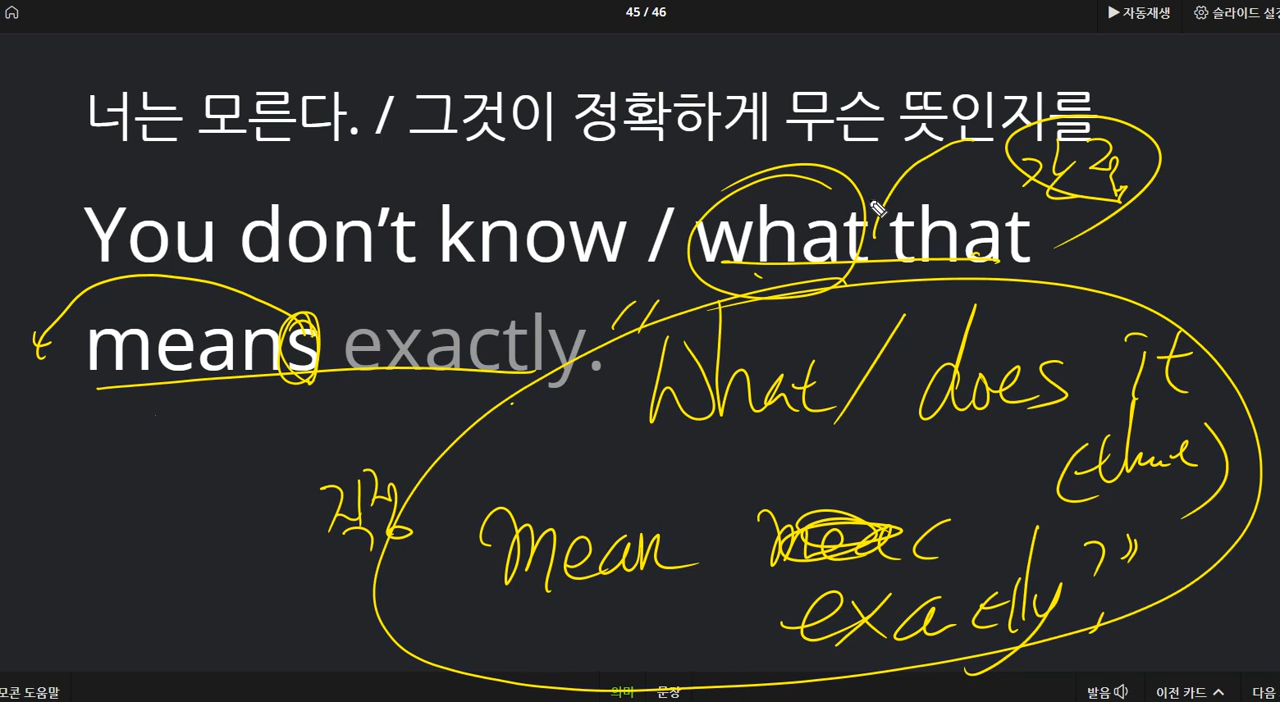 45 / 46
자동재생
슬라이드 설정
너는 모른다. / 그것이 정확하게 무슨 뜻인지를
간의
You don't know / what that
means exactly.
"What / does it
(that)
직접
mean
exactly?"
모콘 도움말
의미
문장
발음
이전 카드
다음